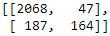 [[2068, 47],
[ 187, 164]]